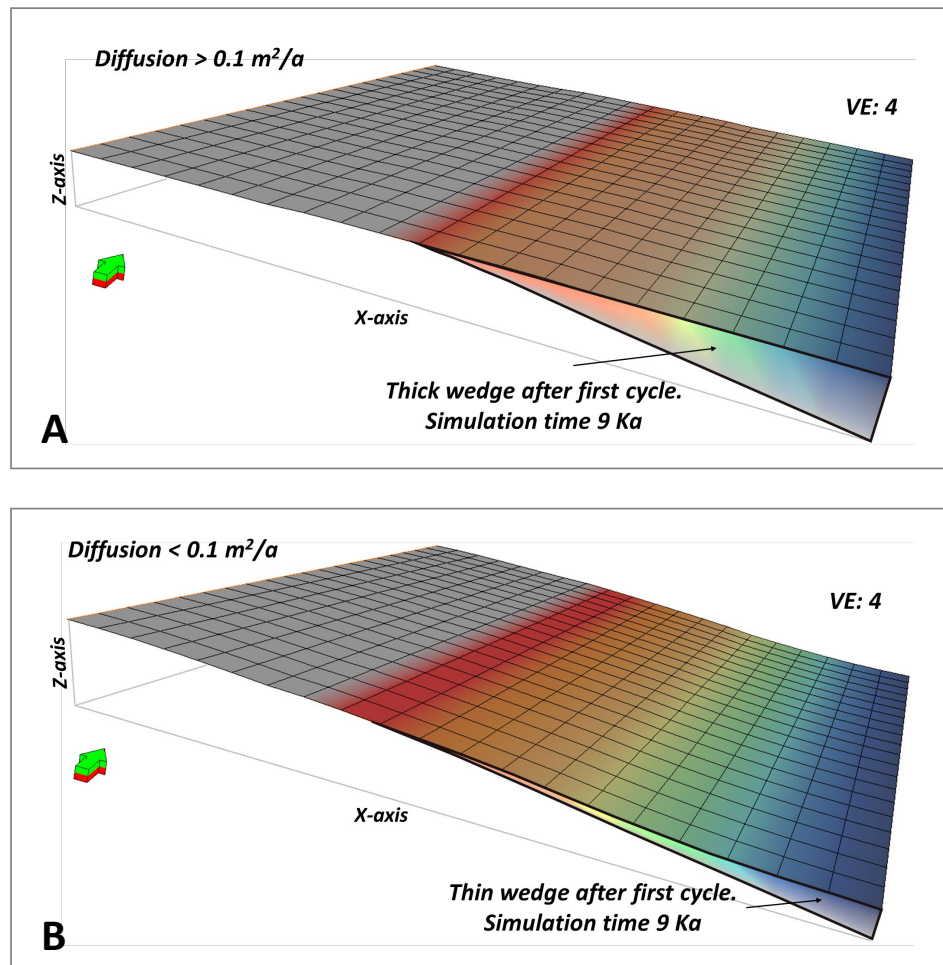 Diffusion > 0.1 m²/a
VE: 4
Z-axis
X-axis
Thick wedge after first cycle.
Simulation time 9 Ka
A
Diffusion < 0.1 m²/a
VE: 4
Z-axis
X-axis
Thin wedge after first cycle.
Simulation time 9 Ka
B